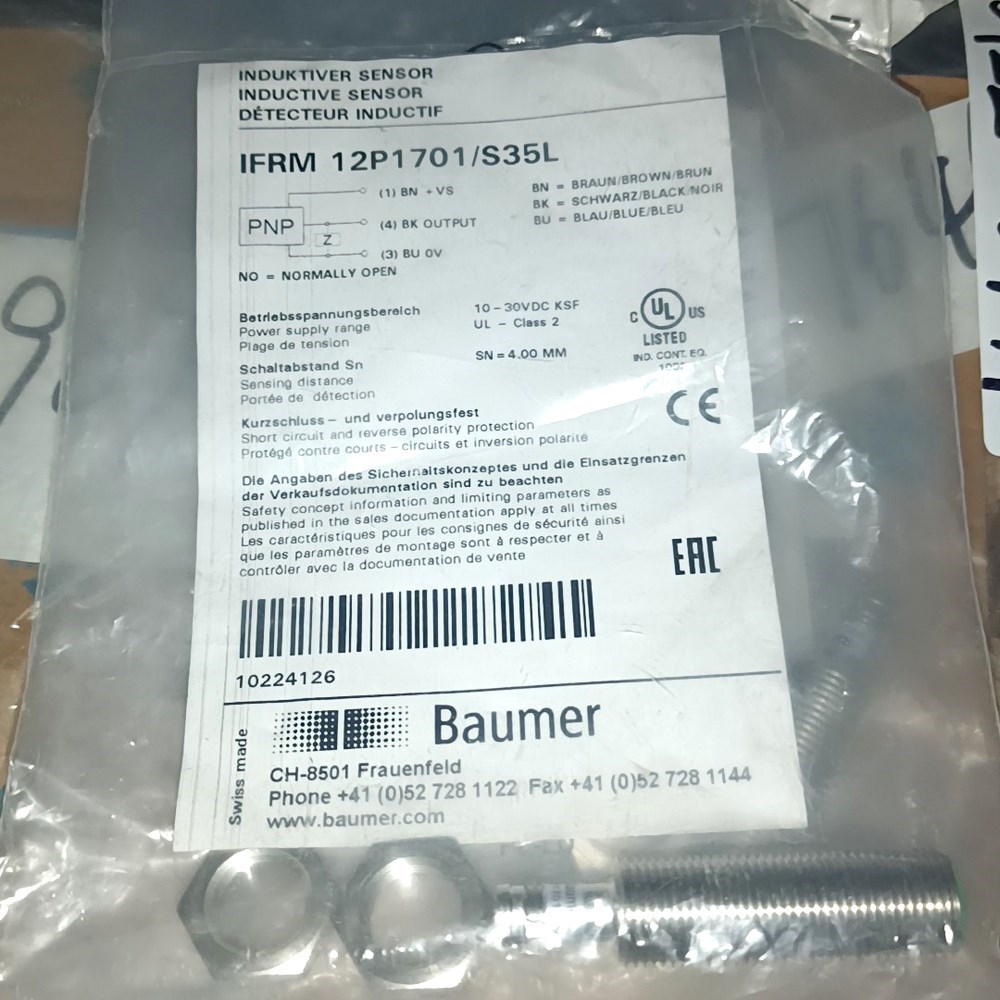 INDUKTIVER SENSOR
INDUCTIVE SENSOR
DÉTECTEUR INDUCTIF
IFRM 12P1701/S35L
(1) BN +VS
PNP
(4) BK OUTPUT
Z
(3) BU 0V
BN = BRAUN/BROWN/BRUN
BK = SCHWARZ/BLACK/NOIR
BU = BLAU/BLUE/BLEU
NO = NORMALLY OPEN
Betriebsspannungsbereich
Power supply range
Plage de tension
10-30VDC KSF
UL - Class 2
Schaltabstand Sn
Sensing distance
Portée de détection
SN = 4.00 MM
C UL US
LISTED
IND. CONT. EQ.
CE
Kurzschluss - und verpolungsfest
Short circuit and reverse polarity protection
Protégé contre courts - circuits et inversion polarité
Die Angaben des Sicherheitskonzeptes und die Einsatzgrenzen
der Verkaufsdokumentation sind zu beachten
Safety concept information and limiting parameters as
published in the sales documentation apply at all times
Les caractéristiques pour les consignes de sécurité ainsi
que les paramètres de montage sont à respecter et à
contrôler avec la documentation de vente
EAC
10224126
Swiss made
Baumer
CH-8501 Frauenfeld
Phone +41 (0)52 728 1122 Fax +41 (0)52 728 1144
www.baumer.com